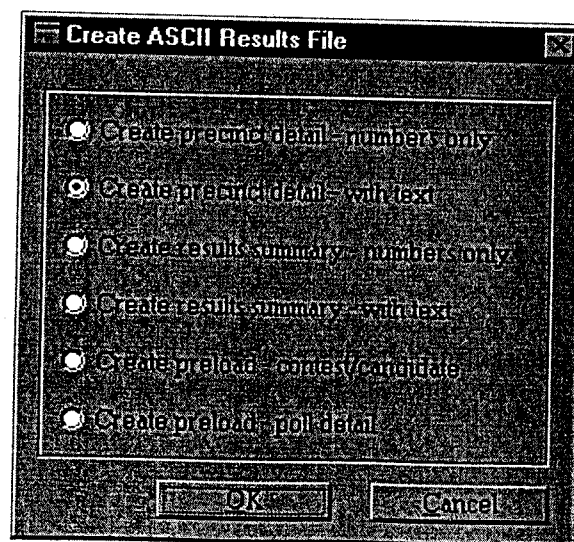 Create ASCII Results File
Create precinct detail - numbers only
Create precinct detail - with text
Create results summary - numbers only
Create results summary - with text
Create preload - contest/candidate
Create preload - poll detail
OK
Cancel